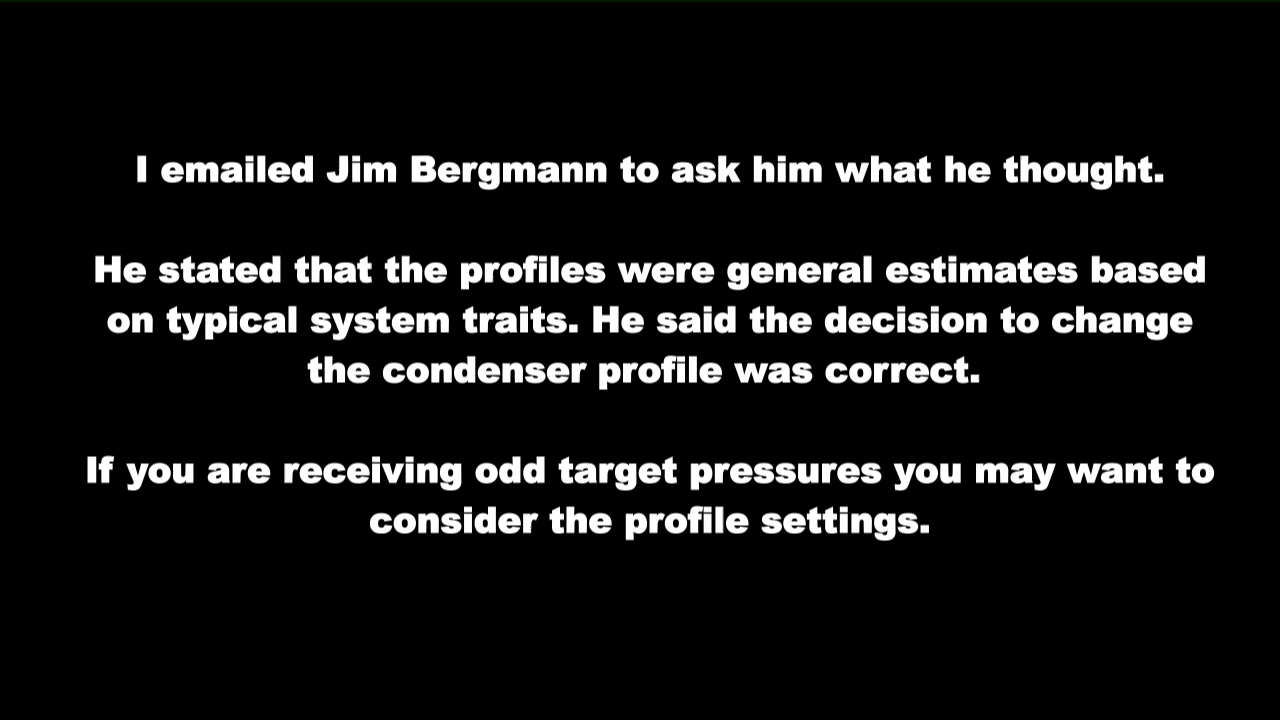 I emailed Jim Bergmann to ask him what he thought.
He stated that the profiles were general estimates based
on typical system traits. He said the decision to change
the condenser profile was correct.
If you are receiving odd target pressures you may want to
consider the profile settings.